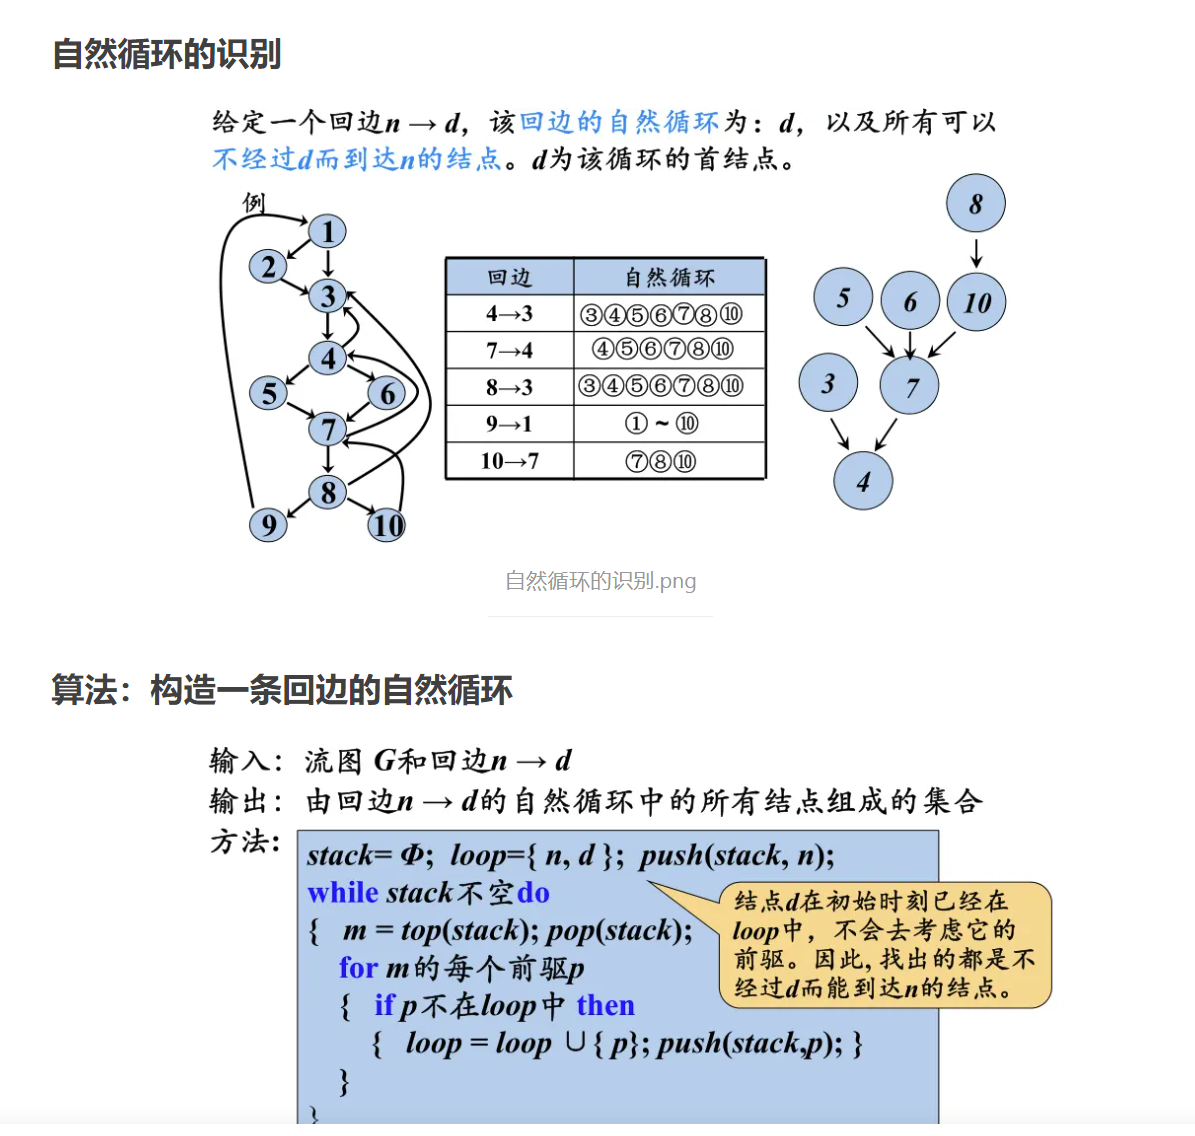 自然循环的识别
给定一个回边n → d，该回边的自然循环为：d，以及所有可以
不经过d而到达n的结点。d为该循环的首结点。
例
1
2
3
4
5
6
7
8
9
10
回边 自然循环
4→3 ③④⑤⑥⑦⑧⑩
7→4 ④⑤⑥⑦⑧⑩
8→3 ③④⑤⑥⑦⑧⑩
9→1 ① ~ ⑩
10→7 ⑦⑧⑩
8
5 6 10
3 7
4
自然循环的识别.png
算法：构造一条回边的自然循环
输入：流图 G和回边n → d
输出：由回边n → d的自然循环中的所有结点组成的集合
方法：
stack= Φ; loop={ n, d }; push(stack, n);
while stack不空do
{ m = top(stack); pop(stack);
for m的每个前驱p
{ if p不在loop中 then
{ loop = loop ∪{ p}; push(stack,p); }
}
}
结点d在初始时刻已经在
loop中，不会去考虑它的
前驱。因此, 找出的都是不
经过d而能到达n的结点。